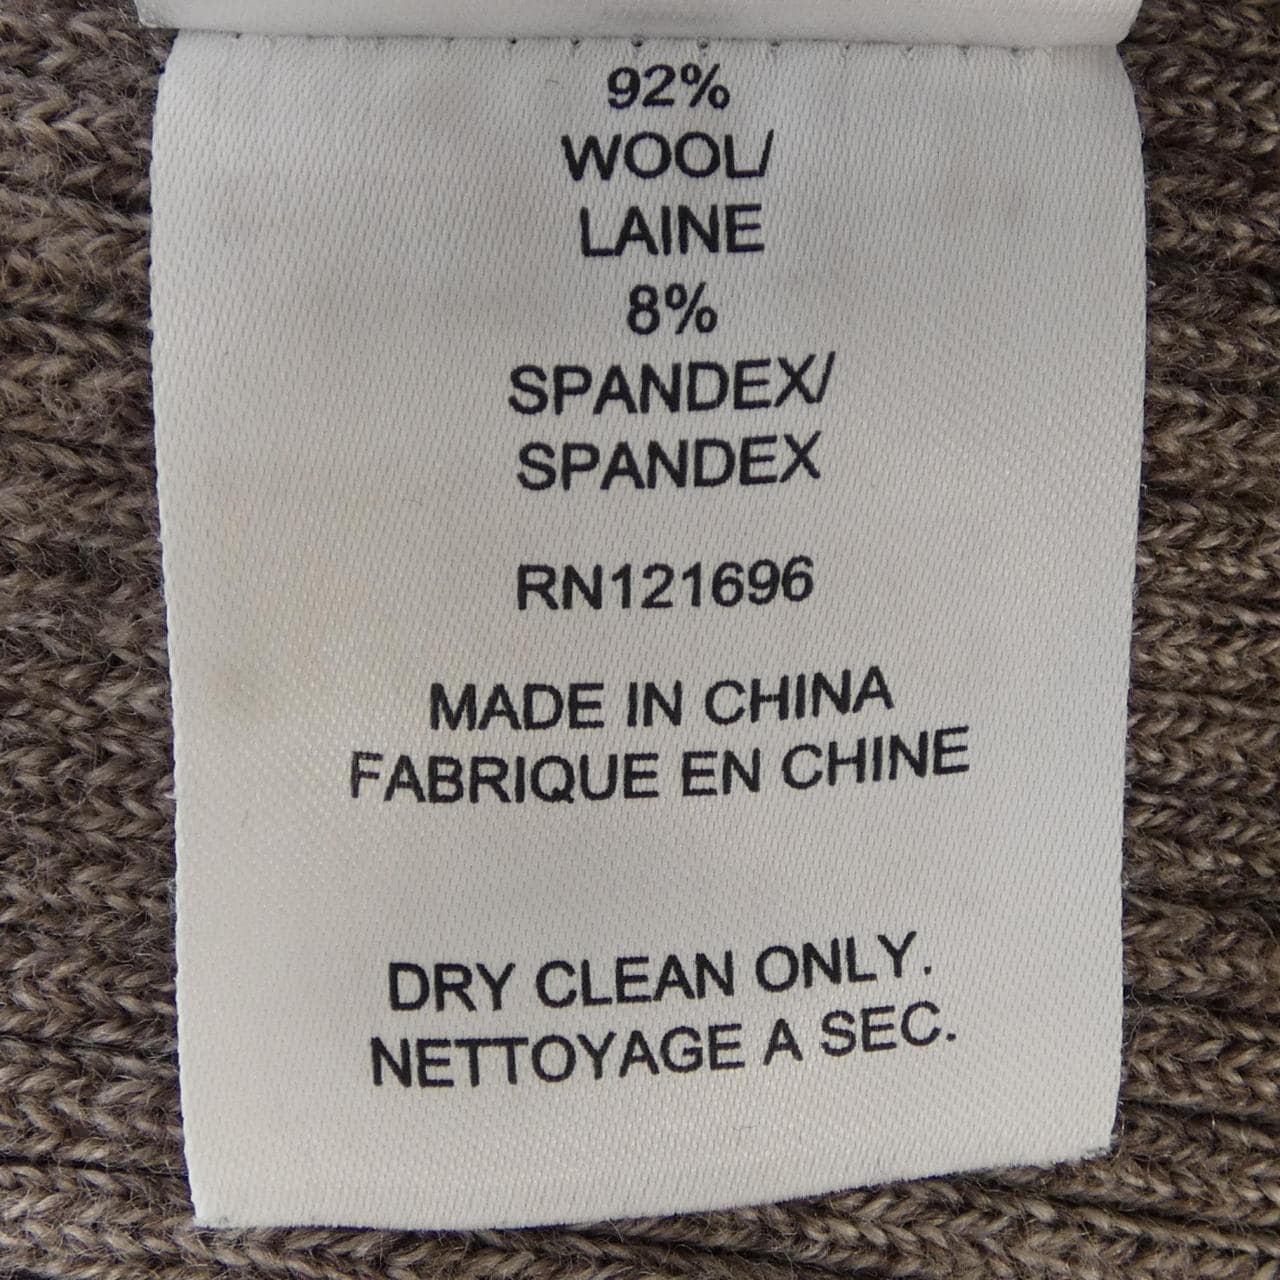 92%
WOOL/
LAINE
8%
SPANDEX/
SPANDEX
RN121696
MADE IN CHINA
FABRIQUE EN CHINE
DRY CLEAN ONLY.
NETTOYAGE A SEC.